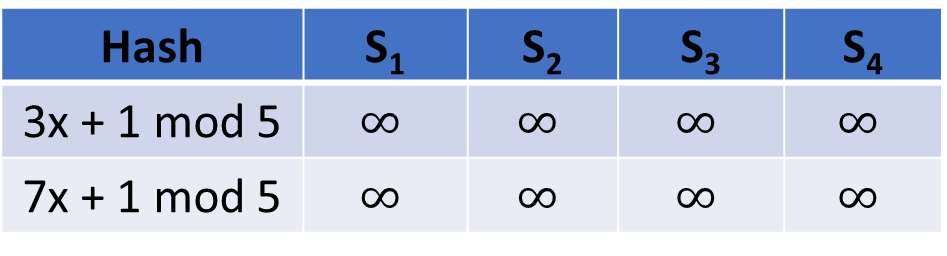 Hash S₁ S₂ S₃ S₄
3x + 1 mod 5 ∞ ∞ ∞ ∞
7x + 1 mod 5 ∞ ∞ ∞ ∞